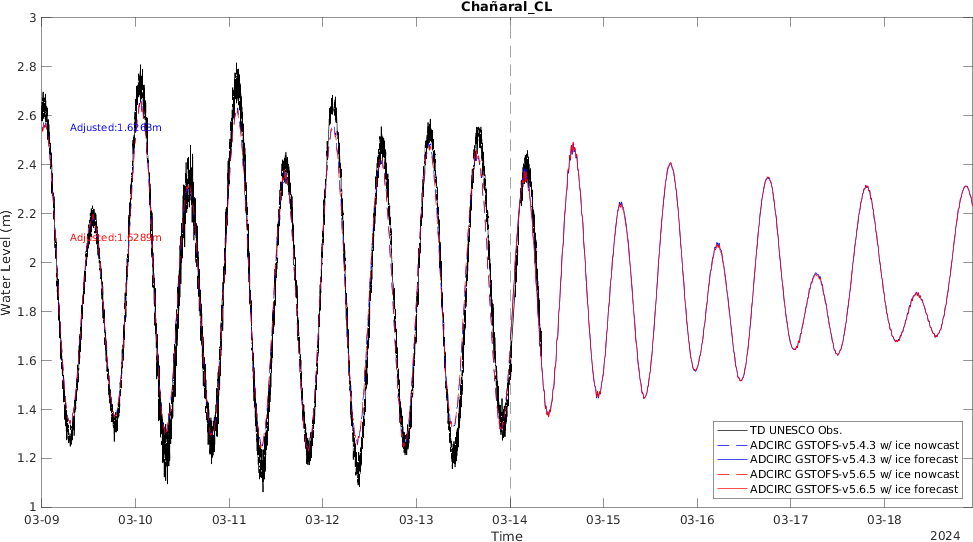 Chañaral_CL
3
2.8
2.6
2.4
2.2
2
1.8
1.6
1.4
1.2
1
Water Level (m)
Adjusted:1.6263m
Adjusted:1.6289m
TD UNESCO Obs.
ADCIRC GSTOFS-v5.4.3 w/ ice nowcast
ADCIRC GSTOFS-v5.4.3 w/ ice forecast
ADCIRC GSTOFS-v5.6.5 w/ ice nowcast
ADCIRC GSTOFS-v5.6.5 w/ ice forecast
03-09 03-10 03-11 03-12 03-13 03-14 03-15 03-16 03-17 03-18
Time
2024